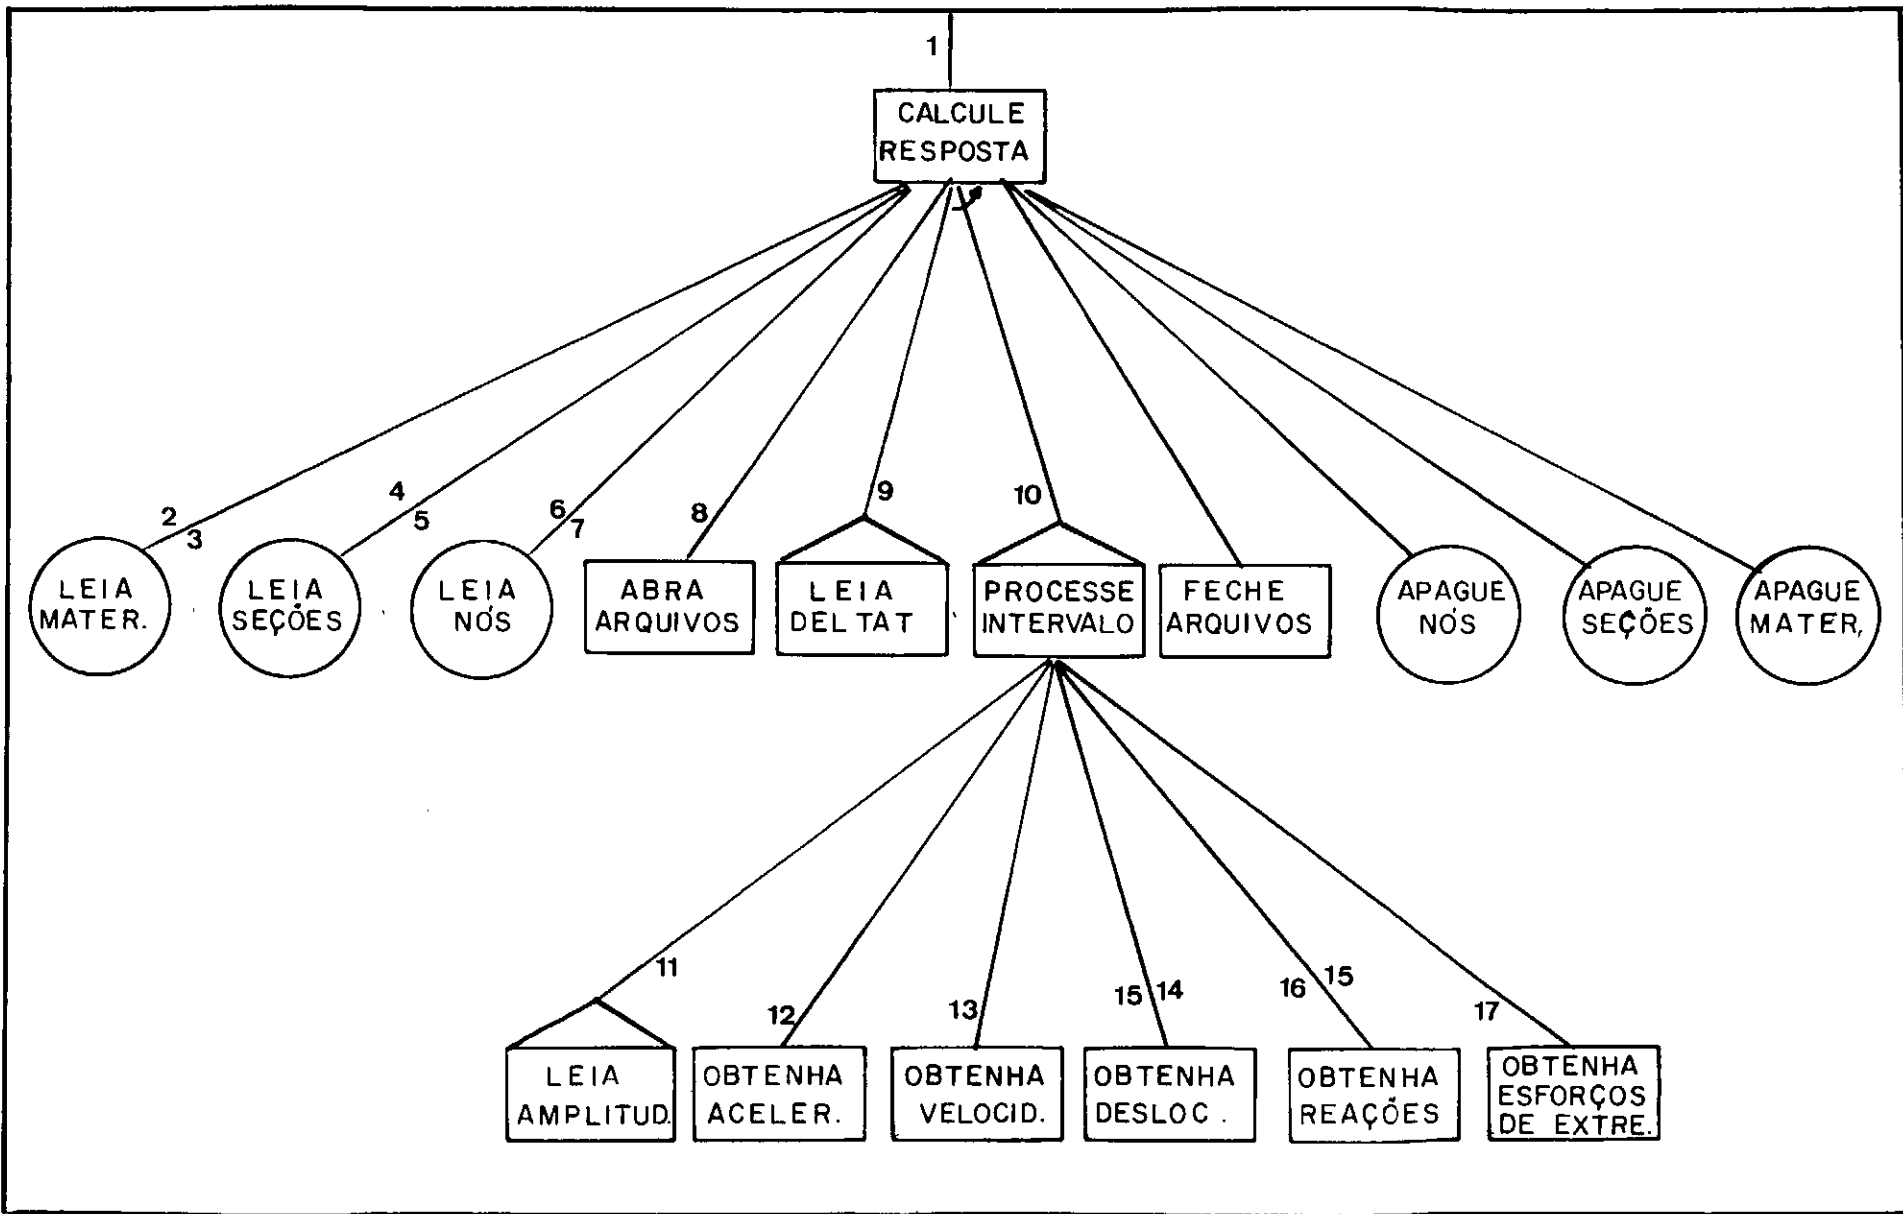 1
CALCULE
RESPOSTA
2
3
4
5
6
7
8
9
10
LEIA
MATER.
LEIA
SEÇÕES
LEIA
NÓS
ABRA
ARQUIVOS
LEIA
DELTAT
PROCESSE
INTERVALO
FECHE
ARQUIVOS
APAGUE
NÓS
APAGUE
SEÇÕES
APAGUE
MATER,
11
12
13
15 14
16 15
17
LEIA
AMPLITUD.
OBTENHA
ACELER.
OBTENHA
VELOCID.
OBTENHA
DESLOC.
OBTENHA
REAÇÕES
OBTENHA
ESFORÇOS
DE EXTRE.